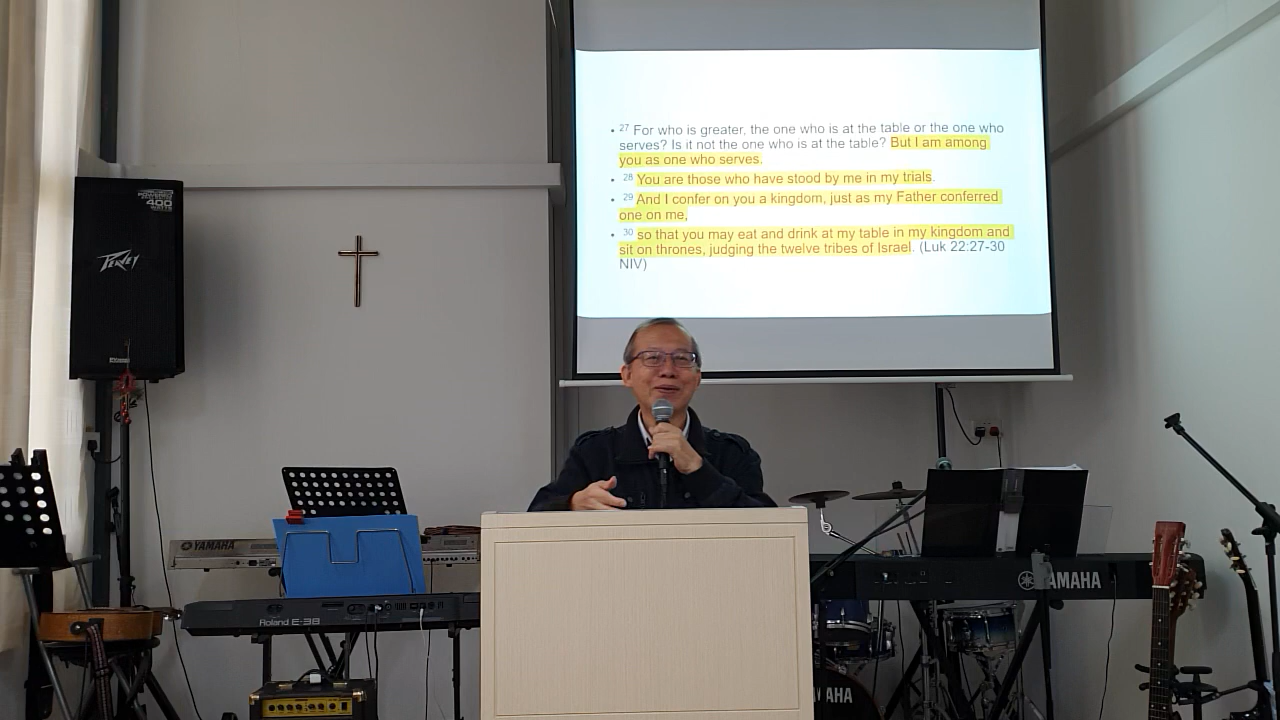 • 27 For who is greater, the one who is at the table or the one who
serves? Is it not the one who is at the table? But I am among
you as one who serves.
• 28 You are those who have stood by me in my trials.
• 29 And I confer on you a kingdom, just as my Father conferred
one on me,
• 30 so that you may eat and drink at my table in my kingdom and
sit on thrones, judging the twelve tribes of Israel. (Luk 22:27-30
NIV)
400
PEAVEY
YAMAHA
Roland E-38
YAMAHA
AHA